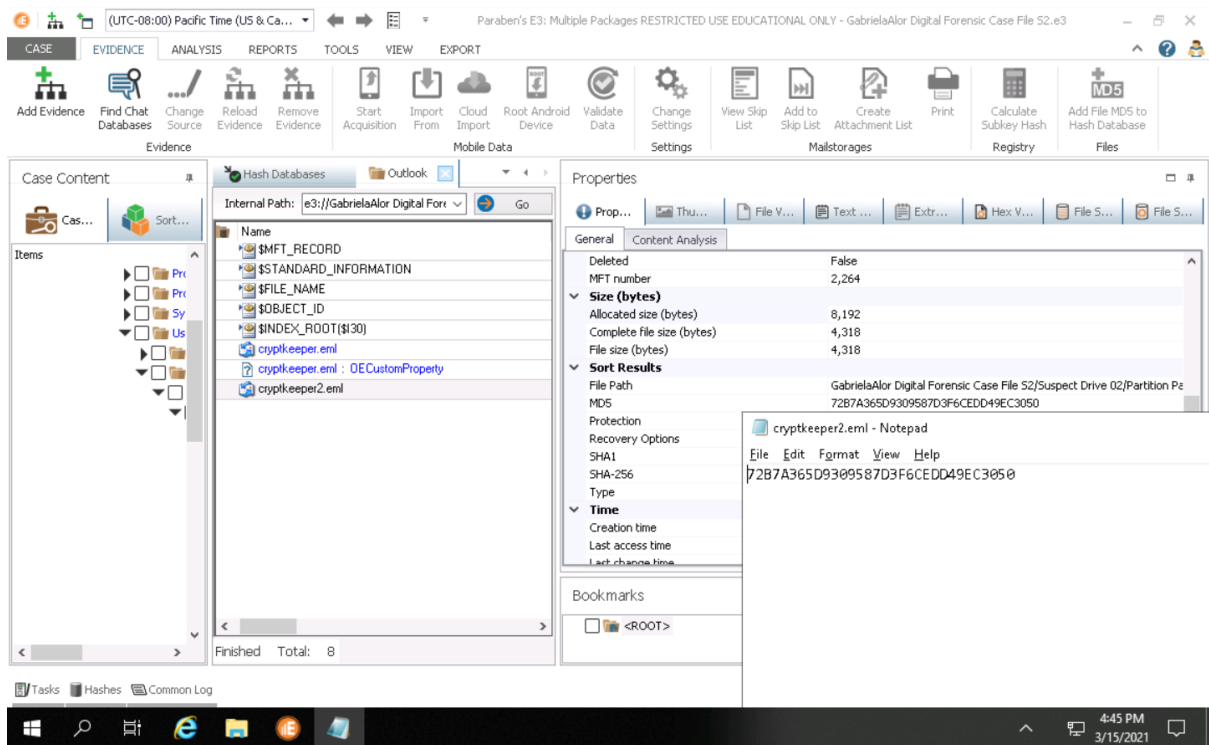 (UTC-08:00) Pacific Time (US & Ca...
Paraben's E3: Multiple Packages RESTRICTED USE EDUCATIONAL ONLY - GabrielaAlor Digital Forensic Case File S2.e3
CASE EVIDENCE ANALYSIS REPORTS TOOLS VIEW EXPORT
Add Evidence
Find Chat Databases
Change Source
Reload Evidence
Remove Evidence
Start Acquisition
Import From
Cloud Import
Root Android Device
Validate Data
Change Settings
View Skip List
Add to Skip List
Create Attachment List
Print
Calculate Subkey Hash
MD5
Add File MD5 to Hash Database
Evidence Mobile Data Settings Mailstorages Registry Files
Case Content
Cas... Sort...
Items
Pro
Pro
Sy
Us
Hash Databases Outlook
Internal Path: e3://GabrielaAlor Digital Fore Go
Name
$MFT_RECORD
$STANDARD_INFORMATION
$FILE_NAME
$OBJECT_ID
$INDEX_ROOT($I30)
cryptkeeper.eml
cryptkeeper.eml : OECustomProperty
cryptkeeper2.eml
Finished Total: 8
Properties
Prop... Thu... File V... Text ... Extr... Hex V... File S... File S...
General Content Analysis
Deleted False
MFT number 2,264
Size (bytes)
Allocated size (bytes) 8,192
Complete file size (bytes) 4,318
File size (bytes) 4,318
Sort Results
File Path GabrielaAlor Digital Forensic Case File S2/Suspect Drive 02/Partition Pa
MD5 72B7A365D9309587D3F6CEDD49EC3050
Protection
Recovery Options
SHA1
SHA-256
Type
Time
Creation time
Last access time
Last change time
Bookmarks
<ROOT>
cryptkeeper2.eml - Notepad
File Edit Format View Help
72B7A365D9309587D3F6CEDD49EC3050
Tasks Hashes Common Log
4:45 PM
3/15/2021